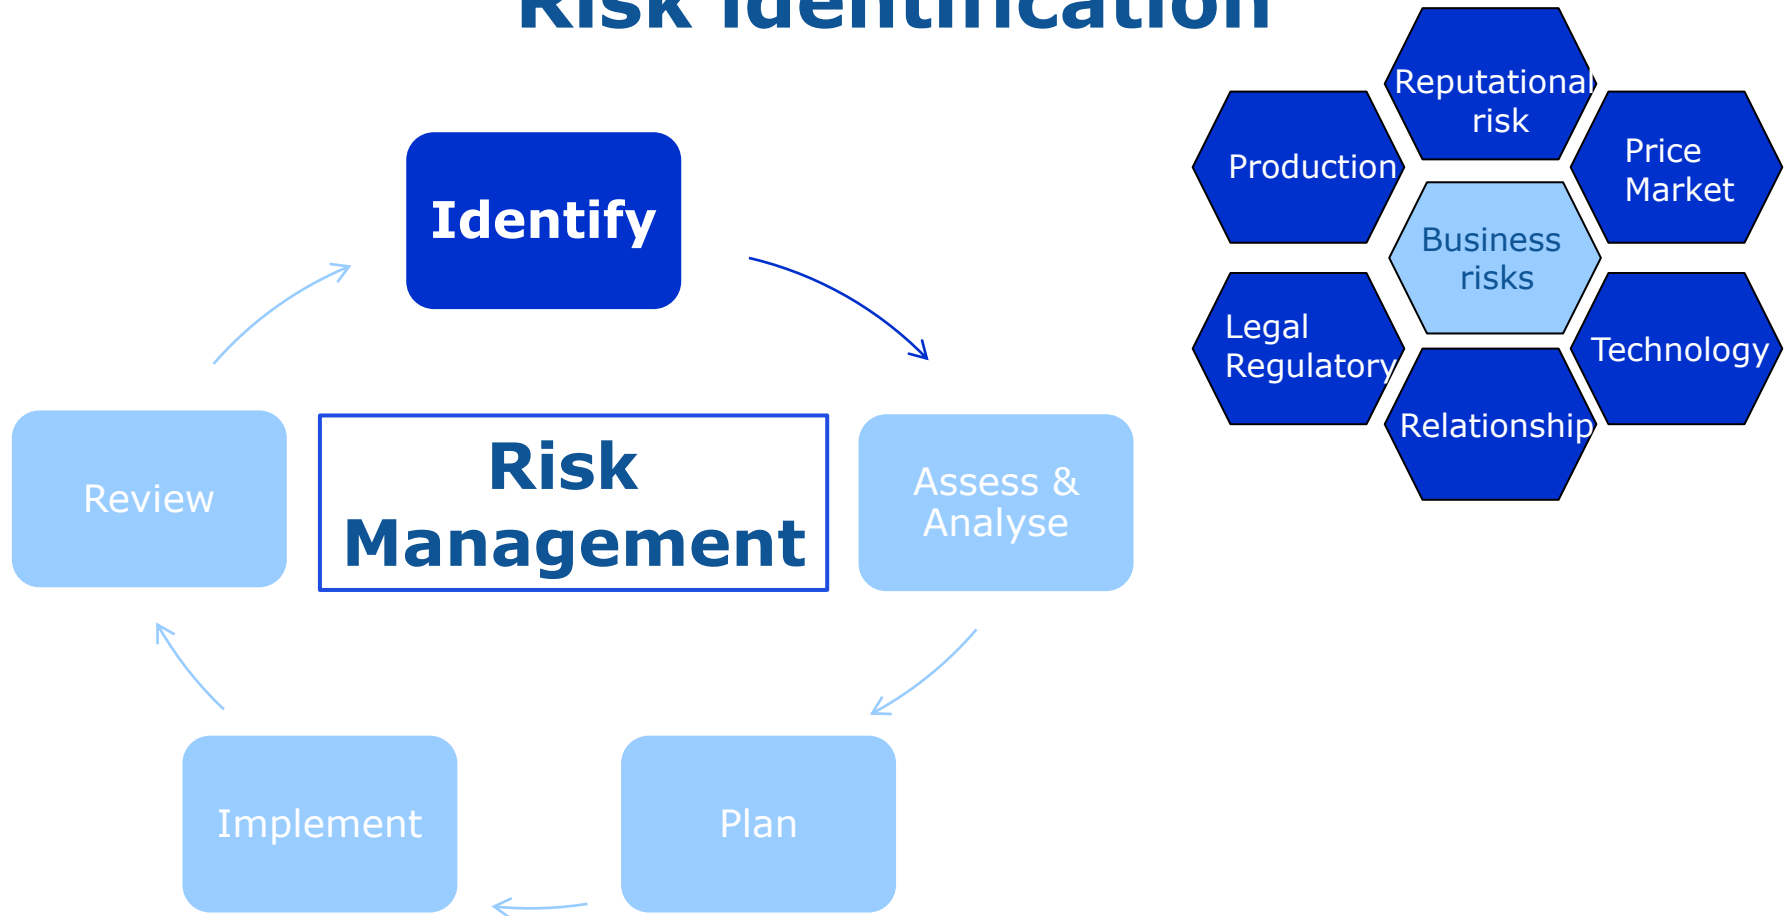 Risk identification
Identify
Assess &
Analyse
Plan
Implement
Review
Risk
Management
Reputational
risk
Price
Market
Technology
Relationship
Legal
Regulatory
Production
Business
risks